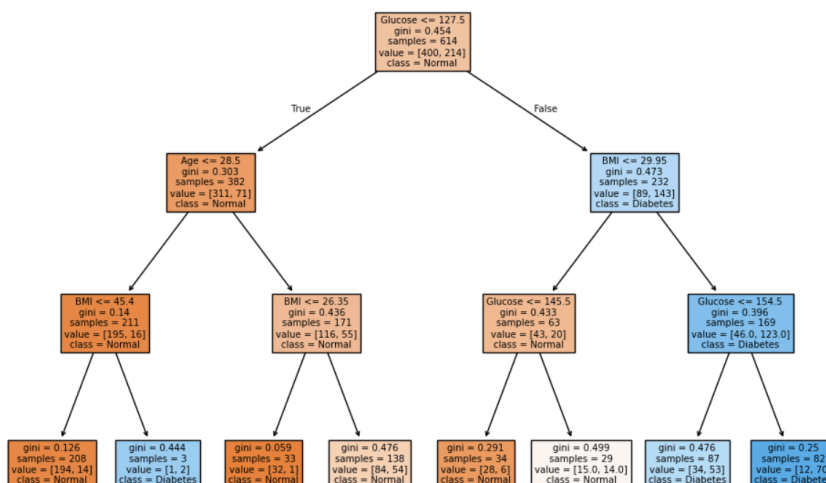 Glucose <= 127.5
gini = 0.454
samples = 614
value = [400, 214]
class = Normal
True
False
Age <= 28.5
gini = 0.303
samples = 382
value = [311, 71]
class = Normal
BMI <= 29.95
gini = 0.473
samples = 232
value = [89, 143]
class = Diabetes
BMI <= 45.4
gini = 0.14
samples = 211
value = [195, 16]
class = Normal
BMI <= 26.35
gini = 0.436
samples = 171
value = [116, 55]
class = Normal
Glucose <= 145.5
gini = 0.433
samples = 63
value = [43, 20]
class = Normal
Glucose <= 154.5
gini = 0.396
samples = 169
value = [46.0, 123.0]
class = Diabetes
gini = 0.126
samples = 208
value = [194, 14]
class = Normal
gini = 0.444
samples = 3
value = [1, 2]
class = Diabetes
gini = 0.059
samples = 33
value = [32, 1]
class = Normal
gini = 0.476
samples = 138
value = [84, 54]
class = Normal
gini = 0.291
samples = 34
value = [28, 6]
class = Normal
gini = 0.499
samples = 29
value = [15.0, 14.0]
class = Normal
gini = 0.476
samples = 87
value = [34, 53]
class = Diabetes
gini = 0.25
samples = 82
value = [12, 70
class = Diabete